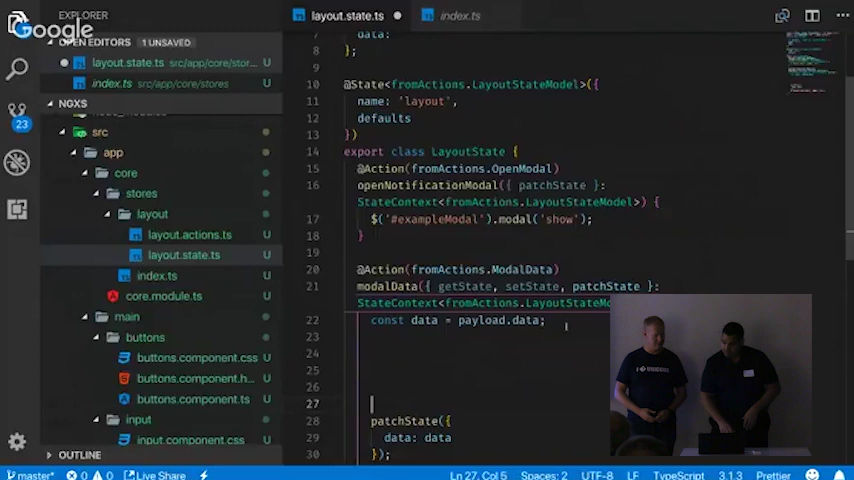 EXPLORER
Google
OPEN EDITORS 1 UNSAVED
layout.state.ts src/app/core/stor... U
index.ts src/app/core/stores U
NGXS
src
app
core
stores
layout
layout.actions.ts U
layout.state.ts U
index.ts U
core.module.ts U
main
buttons
buttons.component.css U
buttons.component.h... U
buttons.component.ts U
input
input.component.css U
OUTLINE
23
layout.state.ts
index.ts
7 data:
8 };
9
10 @State<fromActions.LayoutStateModel>({
11 name: 'layout',
12 defaults
13 })
14 export class LayoutState {
15 @Action(fromActions.OpenModal)
16 openNotificationModal({ patchState }:
StateContext<fromActions.LayoutStateModel>) {
17 $('#exampleModal').modal('show');
18 }
19
20 @Action(fromActions.ModalData)
21 modalData({ getState, setState, patchState }:
StateContext<fromActions.LayoutStateMo
22 const data = payload.data;
23
24
25
26
27
28 patchState({
29 data: data
30 });
master* 0 0 Live Share Ln 27, Col 5 Spaces: 2 UTF-8 LF TypeScript 3.1.3 Prettier